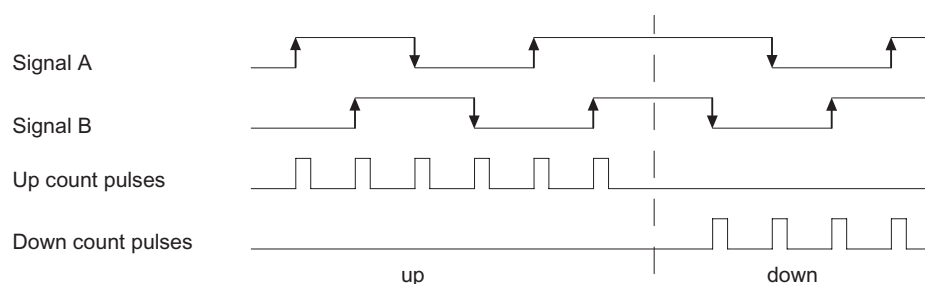 Signal A
Signal B
Up count pulses
Down count pulses
up down